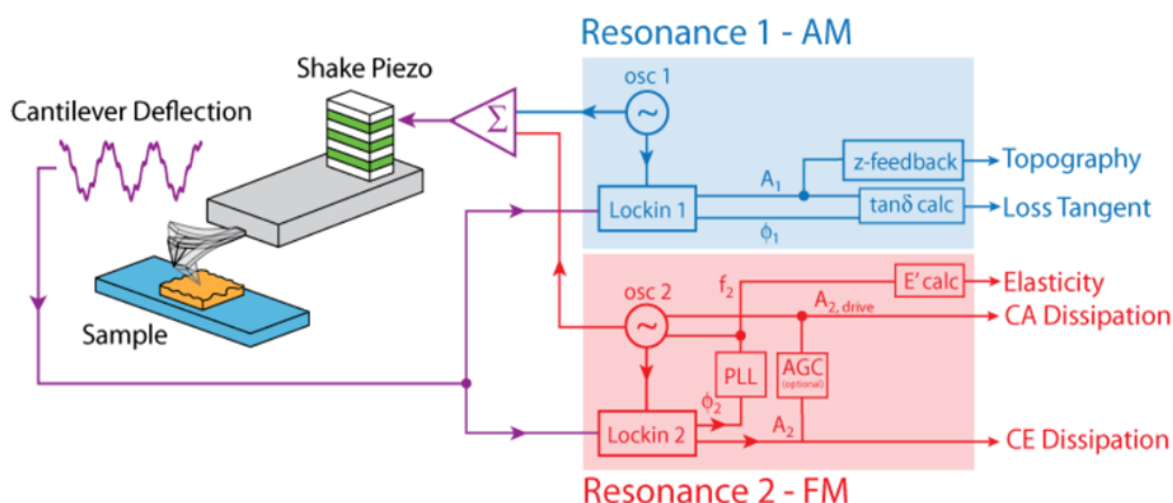 Resonance 1 - AM
Shake Piezo
osc 1
~
Cantilever Deflection
Σ
z-feedback
Topography
A1
Lockin 1
tanδ calc
Loss Tangent
ϕ1
Sample
osc 2
~
f2
E' calc
Elasticity
A2, drive
CA Dissipation
PLL
AGC
(optional)
ϕ2
Lockin 2
A2
CE Dissipation
Resonance 2 - FM